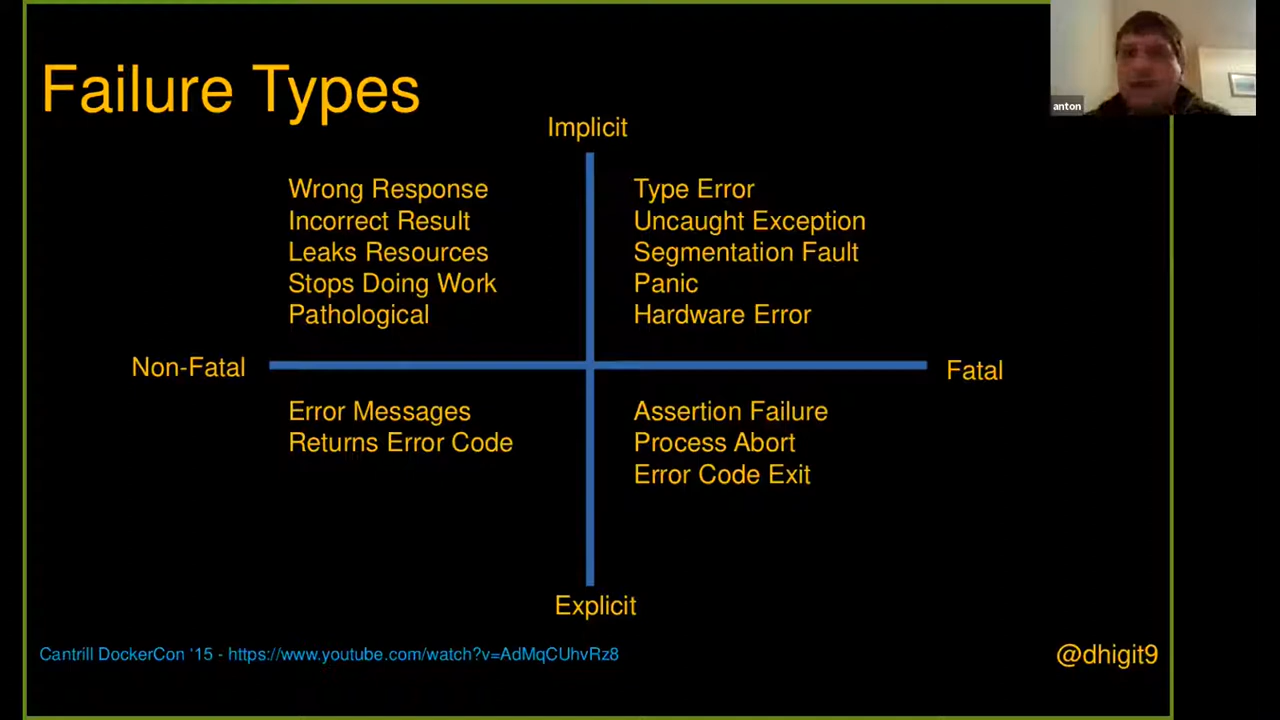 Failure Types
anton
Implicit
Wrong Response
Incorrect Result
Leaks Resources
Stops Doing Work
Pathological
Type Error
Uncaught Exception
Segmentation Fault
Panic
Hardware Error
Non-Fatal
Fatal
Error Messages
Returns Error Code
Assertion Failure
Process Abort
Error Code Exit
Explicit
Cantrill DockerCon '15 - https://www.youtube.com/watch?v=AdMqCUhvRz8
@dhigit9